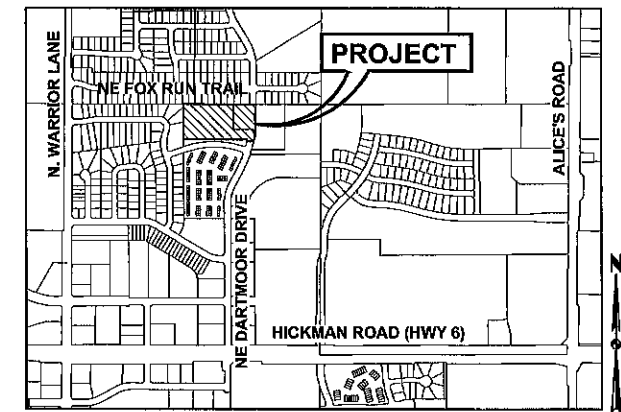 PROJECT
N. WARRIOR LANE
NE FOX RUN TRAIL
ALICE'S ROAD
NE DARTMOOR DRIVE
HICKMAN ROAD (HWY 6)
N